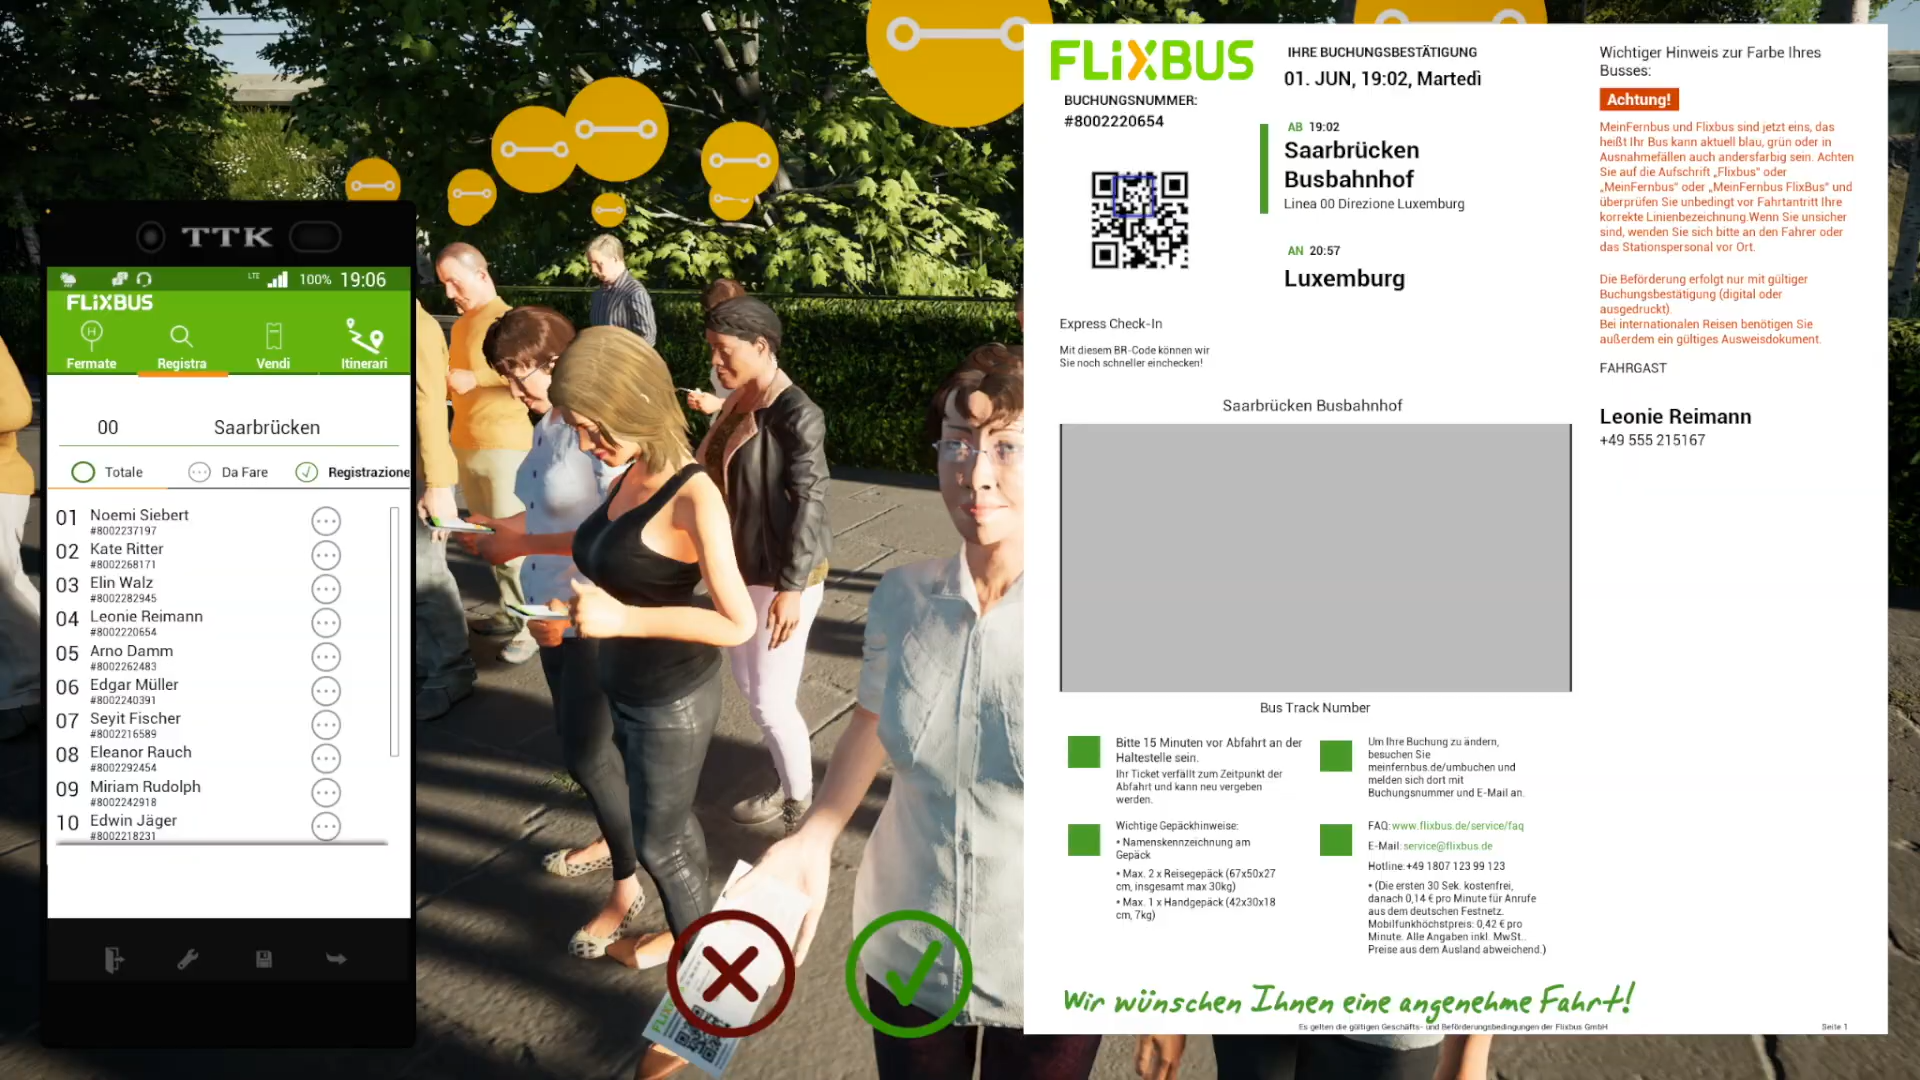 TTK
LTE 100% 19:06
FLiXBUS
H
Fermate Registra Vendi Itinerari
00 Saarbrücken
Totale Da Fare Registrazione
01 Noemi Siebert
#8002237197
02 Kate Ritter
#8002268171
03 Elin Walz
#8002282945
04 Leonie Reimann
#8002220654
05 Arno Damm
#8002262483
06 Edgar Müller
#8002240391
07 Seyit Fischer
#8002216589
08 Eleanor Rauch
#8002292454
09 Miriam Rudolph
#8002242918
10 Edwin Jäger
#8002218231
FLiXBUS
BUCHUNGSNUMMER:
#8002220654
IHRE BUCHUNGSBESTÄTIGUNG
01. JUN, 19:02, Martedì
AB 19:02
Saarbrücken
Busbahnhof
Linea 00 Direzione Luxemburg
AN 20:57
Luxemburg
Express Check-In
Mit diesem BR-Code können wir
Sie noch schneller einchecken!
Saarbrücken Busbahnhof
Bus Track Number
Bitte 15 Minuten vor Abfahrt an der
Haltestelle sein.
Ihr Ticket verfällt zum Zeitpunkt der
Abfahrt und kann neu vergeben
werden.
Wichtige Gepäckhinweise:
• Namenskennzeichnung am
Gepäck
• Max. 2 x Reisegepäck (67x50x27
cm, insgesamt max 30kg)
• Max. 1 x Handgepäck (42x30x18
cm, 7kg)
Um Ihre Buchung zu ändern,
besuchen Sie
meinfernbus.de/umbuchen und
melden sich dort mit
Buchungsnummer und E-Mail an.
FAQ: www.flixbus.de/service/faq
E-Mail: service@flixbus.de
Hotline: +49 1807 123 99 123
• (Die ersten 30 Sek. kostenfrei,
danach 0,14 € pro Minute für Anrufe
aus dem deutschen Festnetz.
Mobilfunkhöchstpreis: 0,42 € pro
Minute. Alle Angaben inkl. MwSt..
Preise aus dem Ausland abweichend.)
Wichtiger Hinweis zur Farbe Ihres
Busses:
Achtung!
MeinFernbus und Flixbus sind jetzt eins, das
heißt Ihr Bus kann aktuell blau, grün oder in
Ausnahmefällen auch andersfarbig sein. Achten
Sie auf die Aufschrift „Flixbus" oder
„MeinFernbus" oder „MeinFernbus FlixBus" und
überprüfen Sie unbedingt vor Fahrtantritt Ihre
korrekte Linienbezeichnung.Wenn Sie unsicher
sind, wenden Sie sich bitte an den Fahrer oder
das Stationspersonal vor Ort.
Die Beförderung erfolgt nur mit gültiger
Buchungsbestätigung (digital oder
ausgedruckt).
Bei internationalen Reisen benötigen Sie
außerdem ein gültiges Ausweisdokument.
FAHRGAST
Leonie Reimann
+49 555 215167
Wir wünschen Ihnen eine angenehme Fahrt!
Es gelten die gültigen Geschäfts- und Beförderungsbedingungen der Flixbus GmbH
Seite 1
FLiXBUS